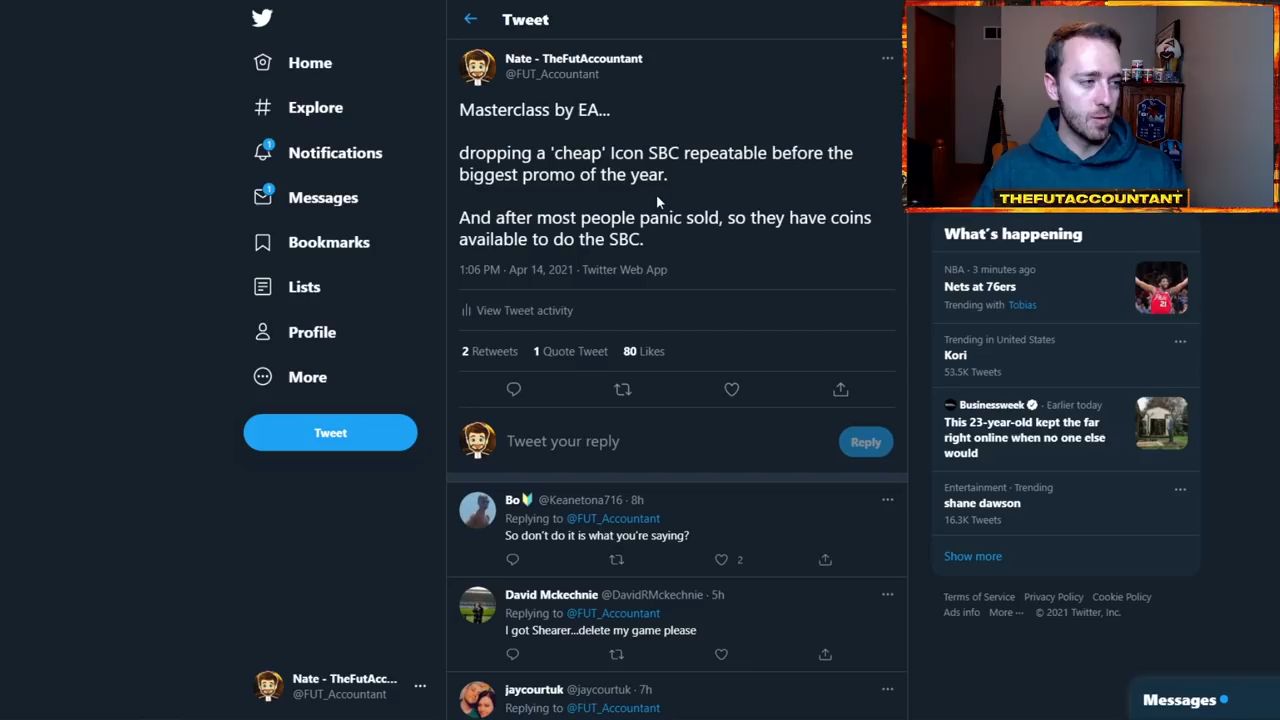 Home
Explore
1
Notifications
1
Messages
Bookmarks
Lists
Profile
More
Tweet
Nate - TheFutAcc...
@FUT_Accountant
Tweet
Nate - TheFutAccountant
@FUT_Accountant
Masterclass by EA...
dropping a 'cheap' Icon SBC repeatable before the
biggest promo of the year.
And after most people panic sold, so they have coins
available to do the SBC.
1:06 PM · Apr 14, 2021 · Twitter Web App
View Tweet activity
2 Retweets 1 Quote Tweet 80 Likes
Tweet your reply
Reply
Bo @Keanetona716 · 8h
Replying to @FUT_Accountant
So don't do it is what you're saying?
2
David Mckechnie @DavidRMckechnie · 5h
Replying to @FUT_Accountant
I got Shearer...delete my game please
jaycourtuk @jaycourtuk · 7h
Replying to @FUT_Accountant
THEFUTACCOUNTANT
What's happening
NBA · 3 minutes ago
Nets at 76ers
Trending with Tobias
Trending in United States
Kori
53.5K Tweets
Businessweek · Earlier today
This 23-year-old kept the far
right online when no one else
would
Entertainment · Trending
shane dawson
16.3K Tweets
Show more
Terms of Service Privacy Policy Cookie Policy
Ads info More ··· © 2021 Twitter, Inc.
Messages